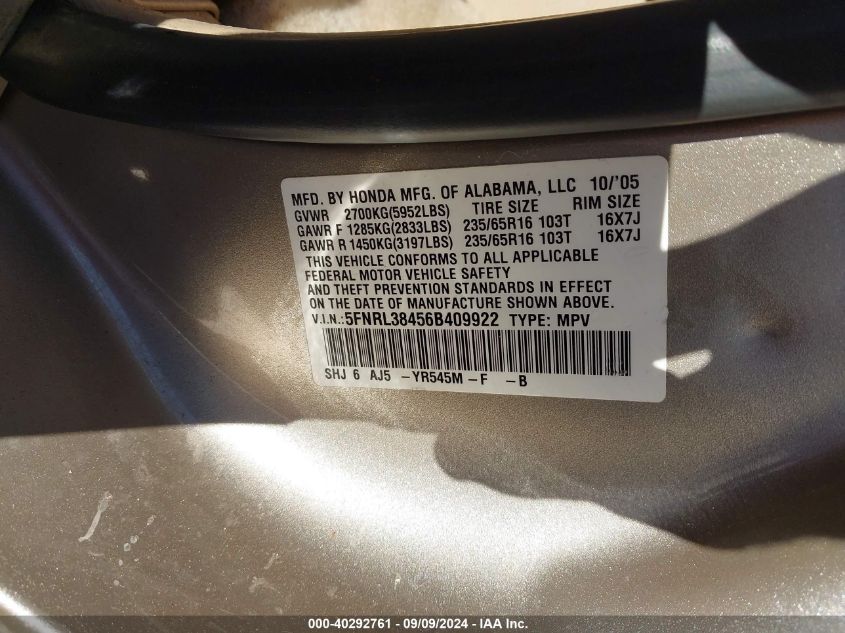 MFD. BY HONDA MFG. OF ALABAMA, LLC 10/'05
GVWR 2700KG(5952LBS) TIRE SIZE RIM SIZE
GAWR F 1285KG(2833LBS) 235/65R16 103T 16X7J
GAWR R 1450KG(3197LBS) 235/65R16 103T 16X7J
THIS VEHICLE CONFORMS TO ALL APPLICABLE
FEDERAL MOTOR VEHICLE SAFETY
AND THEFT PREVENTION STANDARDS IN EFFECT
ON THE DATE OF MANUFACTURE SHOWN ABOVE.
V.I.N.:5FNRL38456B409922 TYPE: MPV
SHJ 6 AJ5 -YR545M-F -B
000-40292761 - 09/09/2024 - IAA Inc.